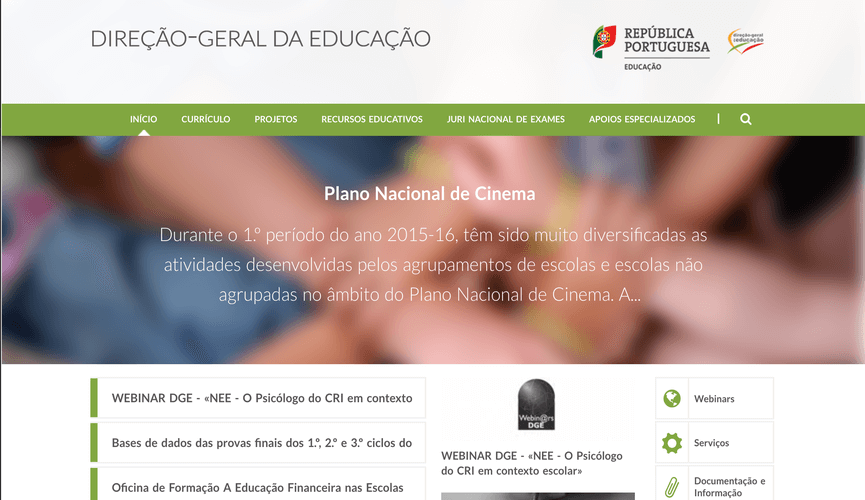 DIREÇÃO-GERAL DA EDUCAÇÃO
REPÚBLICA
PORTUGUESA
EDUCAÇÃO
direção-geral
educação
INÍCIO CURRÍCULO PROJETOS RECURSOS EDUCATIVOS JURI NACIONAL DE EXAMES APOIOS ESPECIALIZADOS |
Plano Nacional de Cinema
Durante o 1.º período do ano 2015-16, têm sido muito diversificadas as
atividades desenvolvidas pelos agrupamentos de escolas e escolas não
agrupadas no âmbito do Plano Nacional de Cinema. A...
WEBINAR DGE - «NEE - O Psicólogo do CRI em contexto
Bases de dados das provas finais dos 1.º, 2.º e 3.º ciclos do
Oficina de Formação A Educação Financeira nas Escolas
Webin@rs
DGE
WEBINAR DGE - «NEE - O Psicólogo
do CRI em contexto escolar»
Webinars
Serviços
Documentação e
Informação